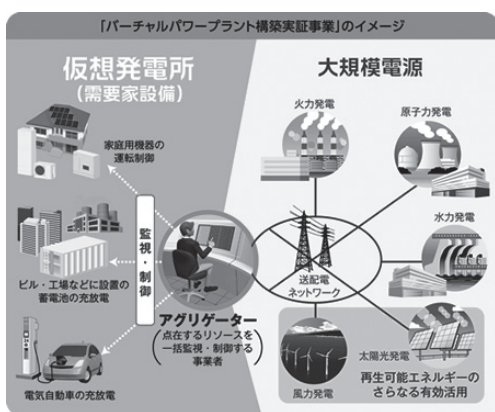 「バーチャルパワープラント構築実証事業」のイメージ
仮想発電所
(需要家設備)
大規模電源
家庭用機器の
運転制御
監視・制御
ビル・工場などに設置の
蓄電池の充放電
電気自動車の充放電
アグリゲーター
(点在するリソースを
一括監視・制御する
事業者)
火力発電
原子力発電
水力発電
送配電
ネットワーク
太陽光発電
風力発電
再生可能エネルギーの
さらなる有効活用